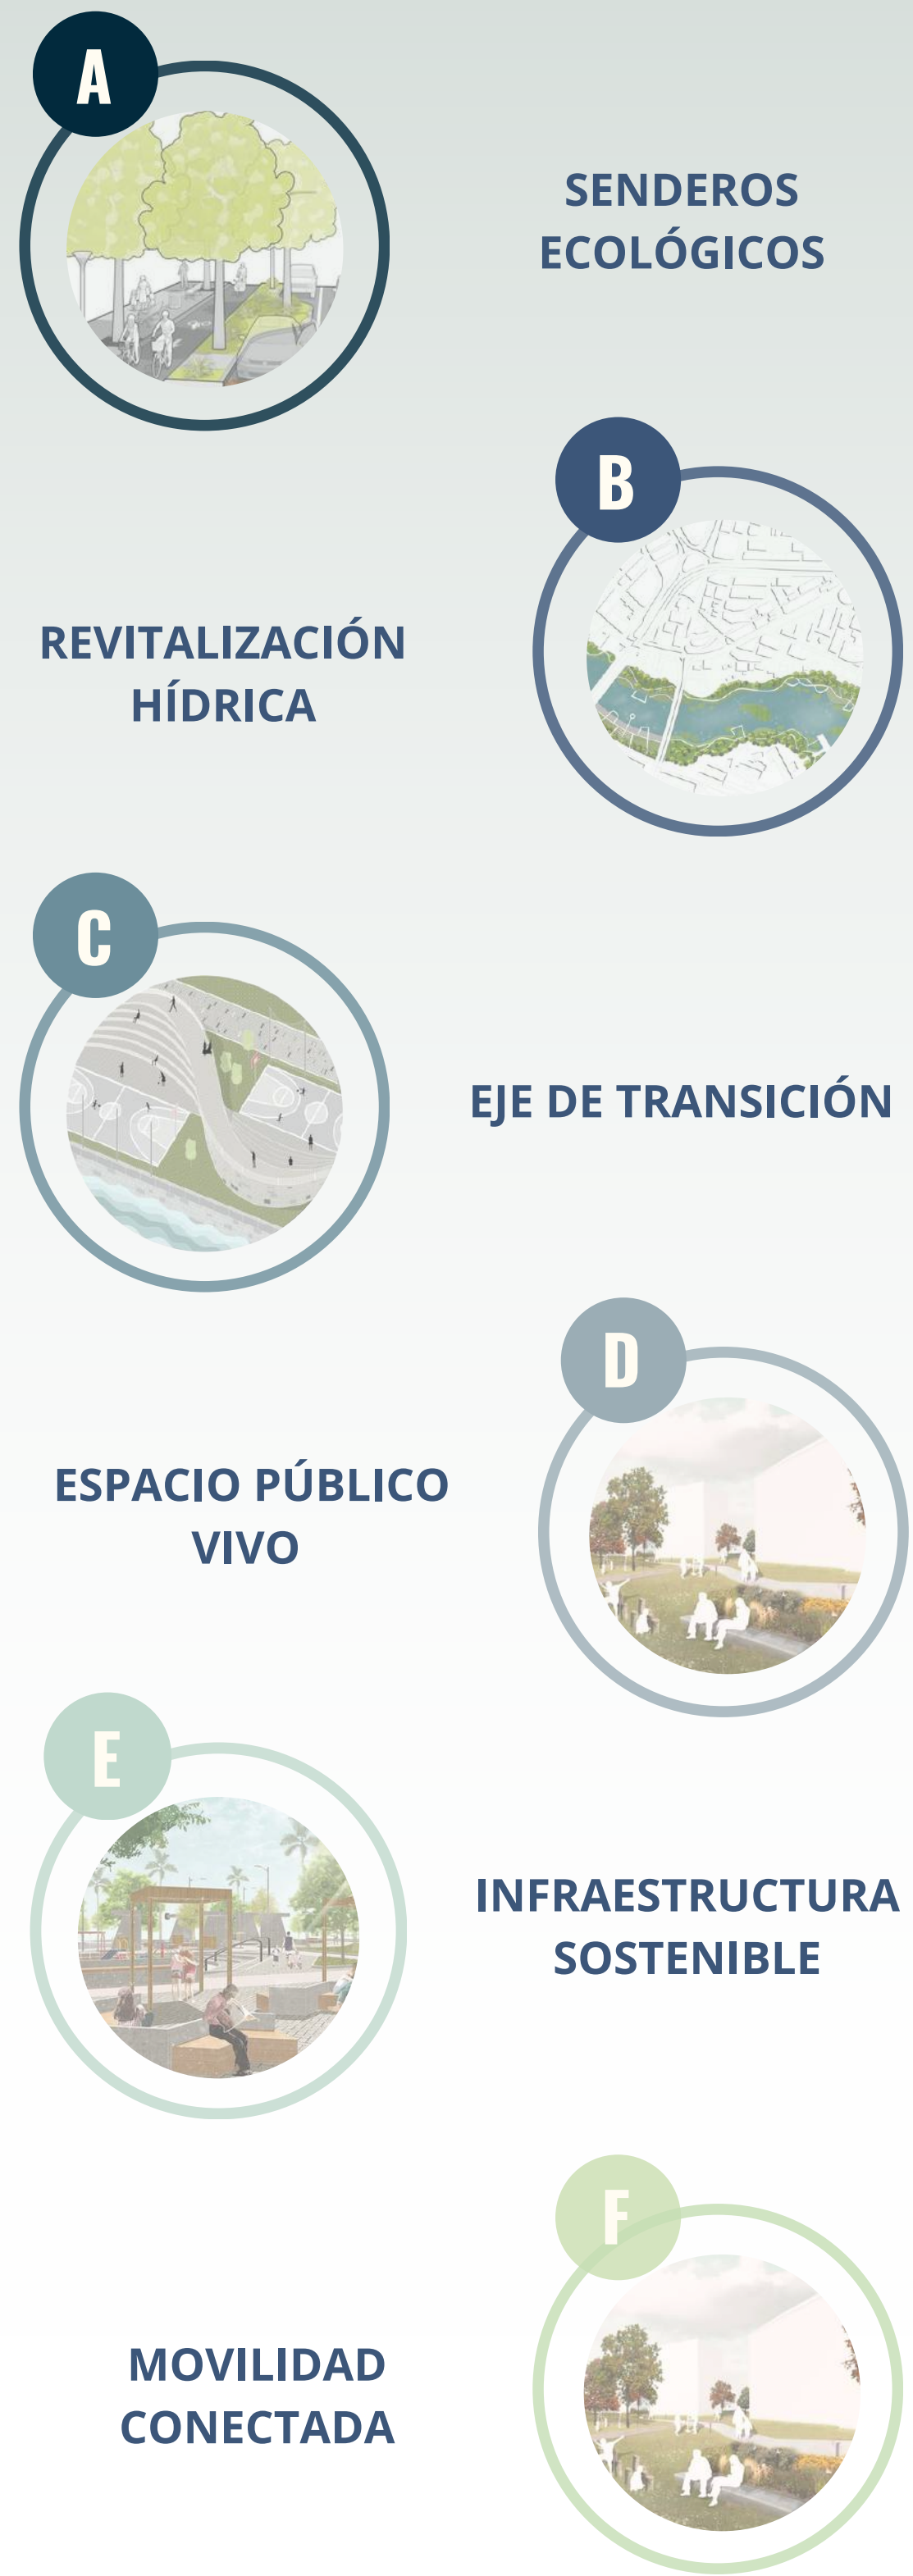 A
SENDEROS
ECOLÓGICOS
B
REVITALIZACIÓN
HÍDRICA
C
EJE DE TRANSICIÓN
D
ESPACIO PÚBLICO
VIVO
E
INFRAESTRUCTURA
SOSTENIBLE
F
MOVILIDAD
CONECTADA